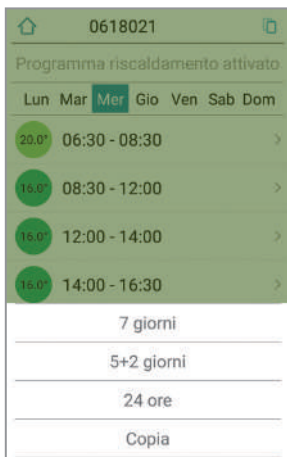 0618021
Programma riscaldamento attivato
Lun Mar Mer Gio Ven Sab Dom
20.0° 06:30 - 08:30
16.0° 08:30 - 12:00
16.0° 12:00 - 14:00
16.0° 14:00 - 16:30
7 giorni
5+2 giorni
24 ore
Copia